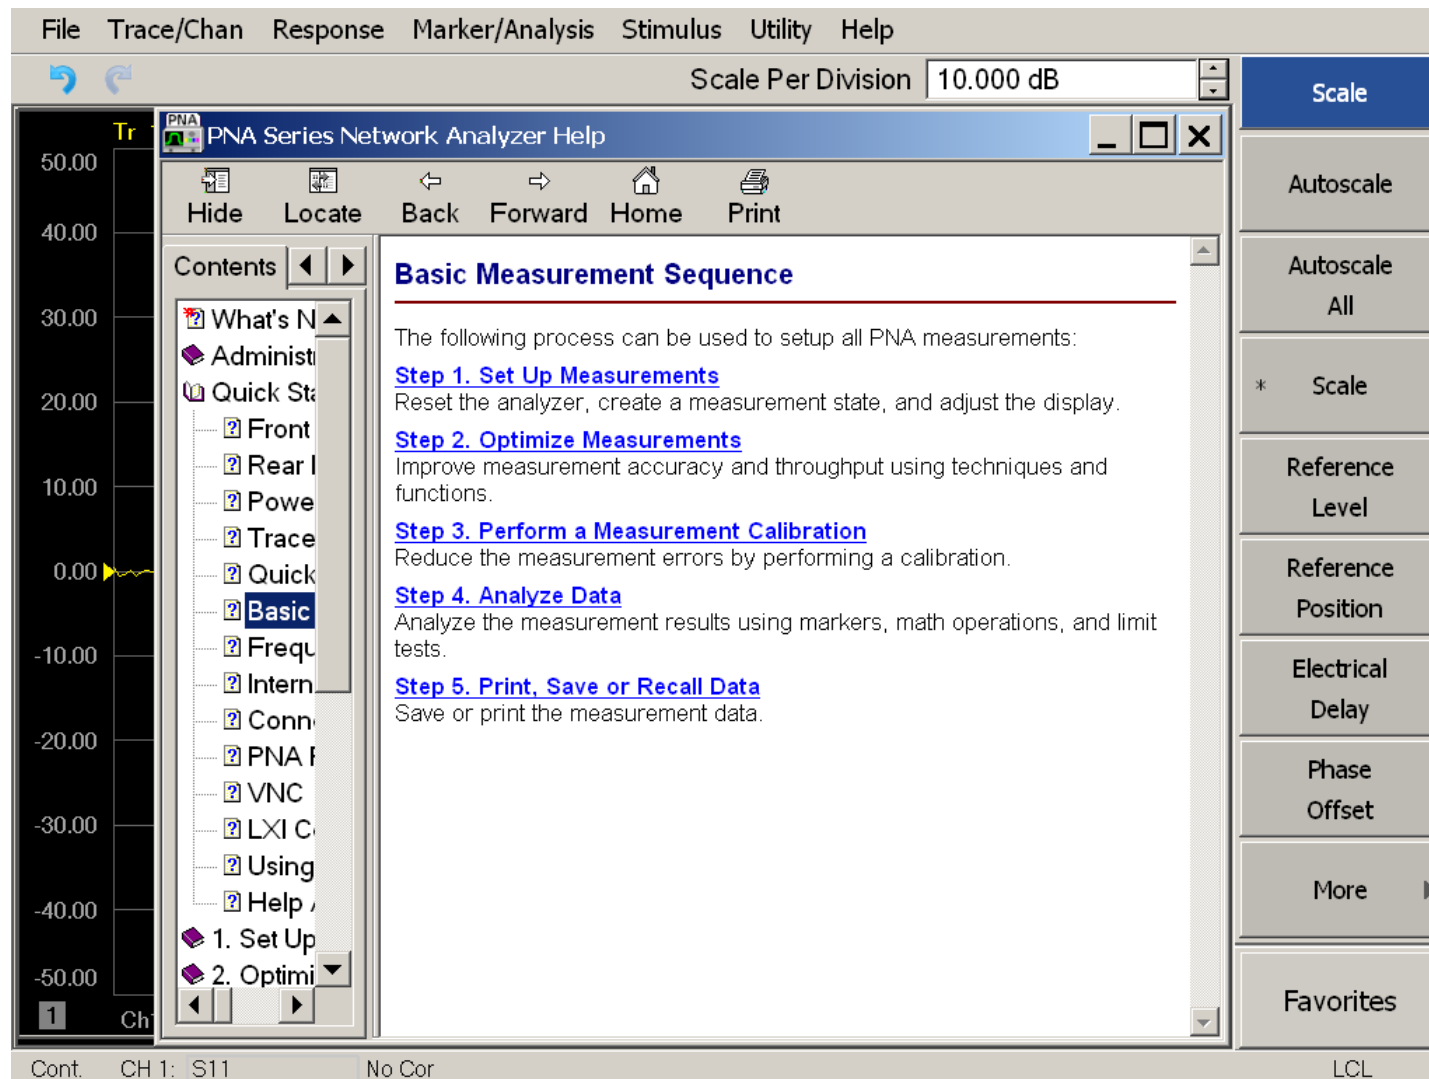 File Trace/Chan Response Marker/Analysis Stimulus Utility Help
Scale Per Division 10.000 dB
Scale
Autoscale
Autoscale
All
* Scale
Reference
Level
Reference
Position
Electrical
Delay
Phase
Offset
More
Favorites
Tr
50.00
40.00
30.00
20.00
10.00
0.00
-10.00
-20.00
-30.00
-40.00
-50.00
1 Ch1
PNA
PNA Series Network Analyzer Help
Hide Locate Back Forward Home Print
Contents
What's N
Administ
Quick Sta
Front
Rear
Powe
Trace
Quick
Basic
Frequ
Intern
Conn
PNA
VNC
LXI C
Using
Help
1. Set Up
2. Optimi
Basic Measurement Sequence
The following process can be used to setup all PNA measurements:
Step 1. Set Up Measurements
Reset the analyzer, create a measurement state, and adjust the display.
Step 2. Optimize Measurements
Improve measurement accuracy and throughput using techniques and
functions.
Step 3. Perform a Measurement Calibration
Reduce the measurement errors by performing a calibration.
Step 4. Analyze Data
Analyze the measurement results using markers, math operations, and limit
tests.
Step 5. Print, Save or Recall Data
Save or print the measurement data.
Cont. CH 1: S11 No Cor LCL